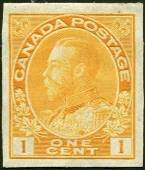 CANADA POSTAGE
1 ONE CENT 1